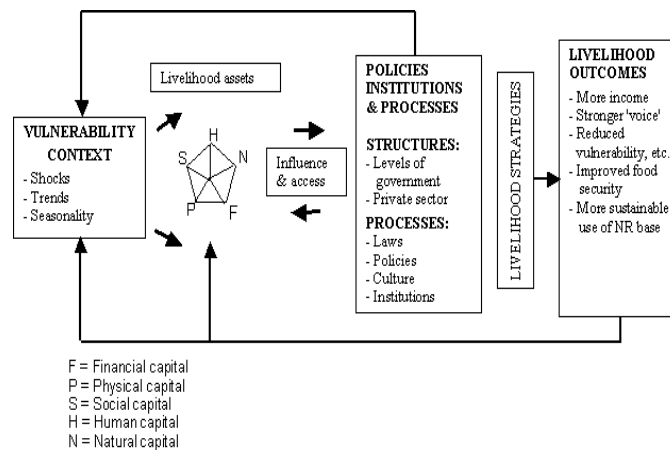 Livelihood assets
VULNERABILITY
CONTEXT
- Shocks
- Trends
- Seasonality
H
S
N
P
F
Influence
& access
POLICIES
INSTITUTIONS
& PROCESSES
STRUCTURES:
- Levels of
government
- Private sector
PROCESSES:
- Laws
- Policies
- Culture
- Institutions
LIVELIHOOD STRATEGIES
LIVELIHOOD
OUTCOMES
- More income
- Stronger 'voice'
- Reduced
vulnerability, etc.
- Improved food
security
- More sustainable
use of NR base
F = Financial capital
P = Physical capital
S = Social capital
H = Human capital
N = Natural capital